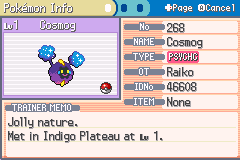 Pokémon Info
Page Cancel
Lv1 Cosmog
No 268
NAME Cosmog
TYPE PSYCHC
OT Raiko
IDNo 46608
ITEM None
TRAINER MEMO
Jolly nature.
Met in Indigo Plateau at Lv 1.